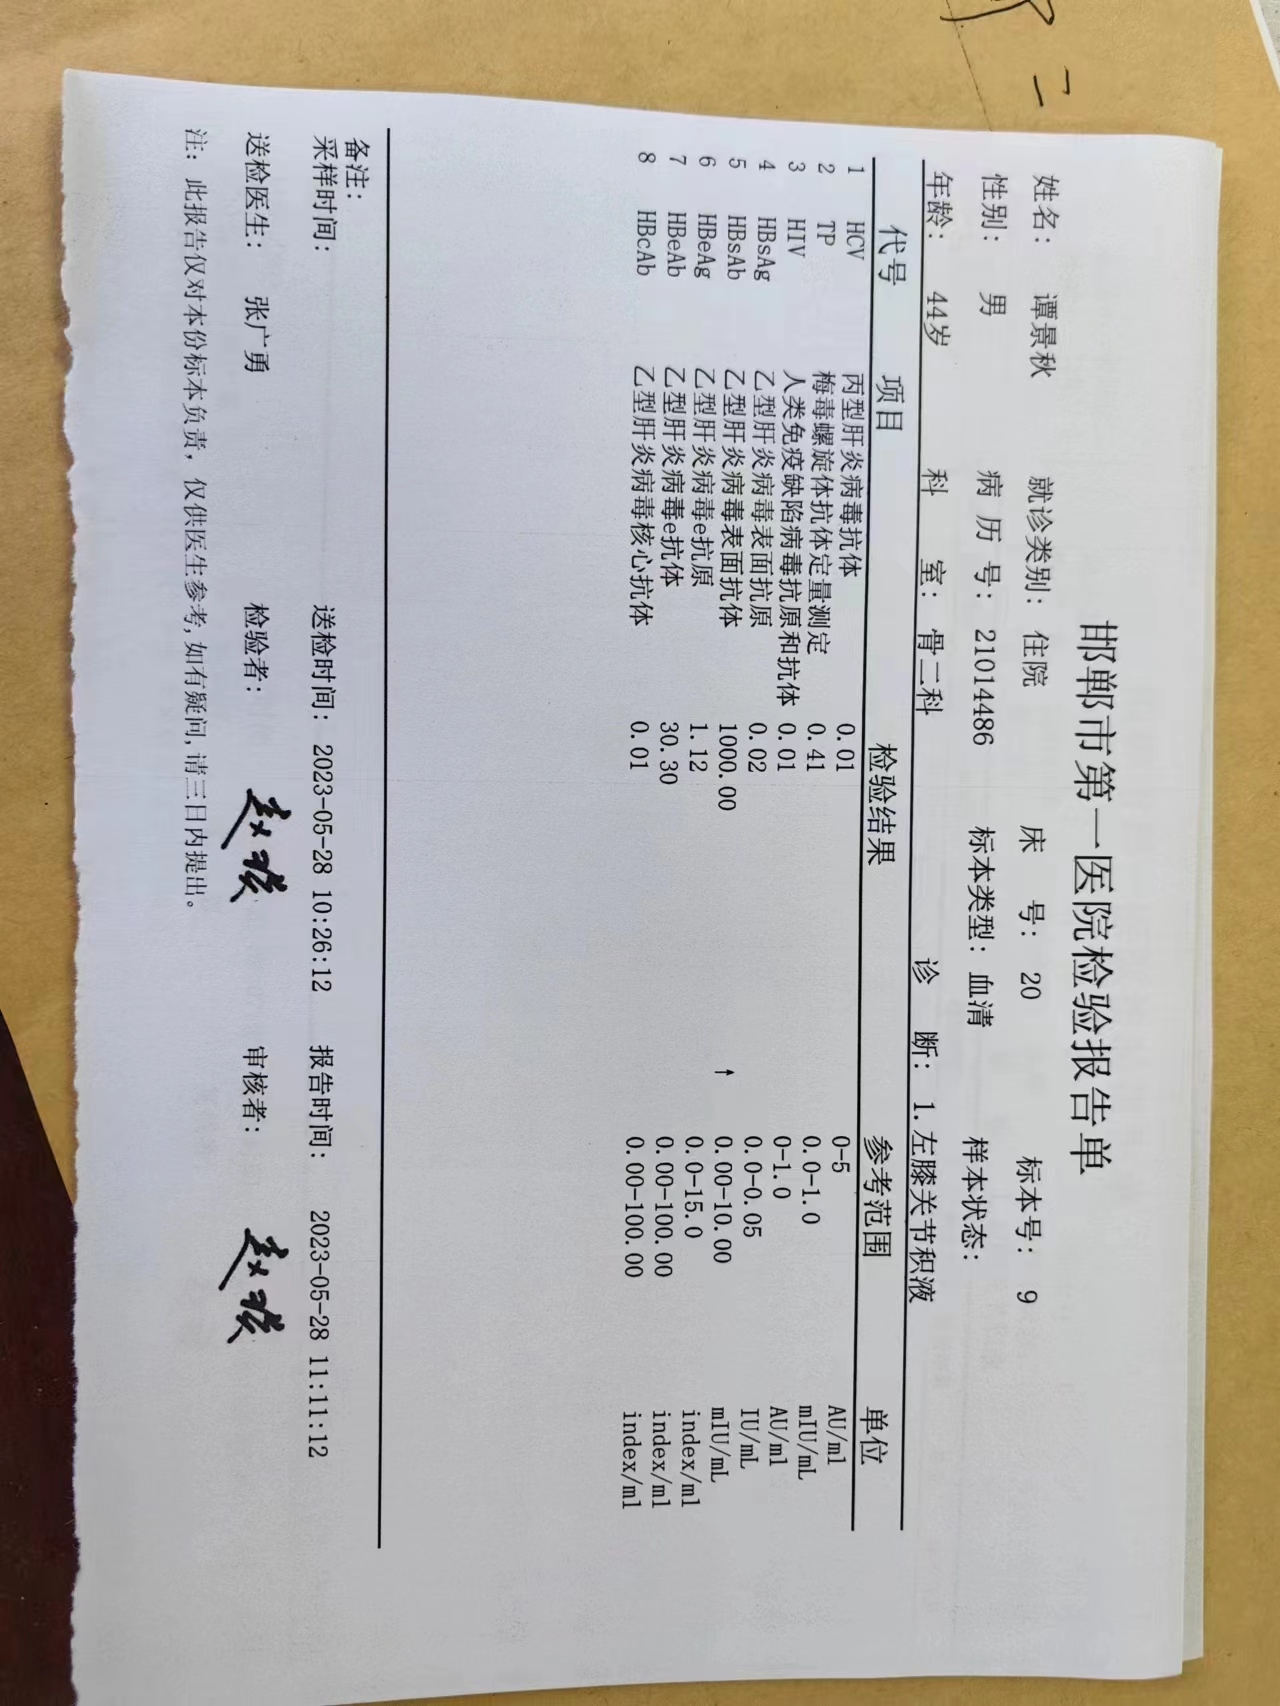 邯郸市第一医院检验报告单
姓名: 谭景秋 就诊类别: 住院 床 号: 20 标本号: 9
性别: 男 病 历 号: 21014486 标本类型: 血清 样本状态:
年龄: 44岁 科 室: 骨二科 诊 断: 1.左膝关节积液
代号 项目 检验结果 参考范围 单位
1 HCV 丙型肝炎病毒抗体 0.01 0-5 AU/ml
2 TP 梅毒螺旋体抗体定量测定 0.41 0.0-1.0 mIU/mL
3 HIV 人类免疫缺陷病毒抗原和抗体 0.01 0-1.0 AU/ml
4 HBsAg 乙型肝炎病毒表面抗原 0.02 0.0-0.05 IU/mL
5 HBsAb 乙型肝炎病毒表面抗体 1000.00 ↑ 0.00-10.00 mIU/mL
6 HBeAg 乙型肝炎病毒e抗原 1.12 0.0-15.0 index/ml
7 HBeAb 乙型肝炎病毒e抗体 30.30 0.00-100.00 index/ml
8 HBcAb 乙型肝炎病毒核心抗体 0.01 0.00-100.00 index/ml
备注:
采样时间: 送检时间: 2023-05-28 10:26:12 报告时间: 2023-05-28 11:11:12
送检医生: 张广勇 检验者: 审核者:
注: 此报告仅对本份标本负责, 仅供医生参考,如有疑问,请三日内提出。